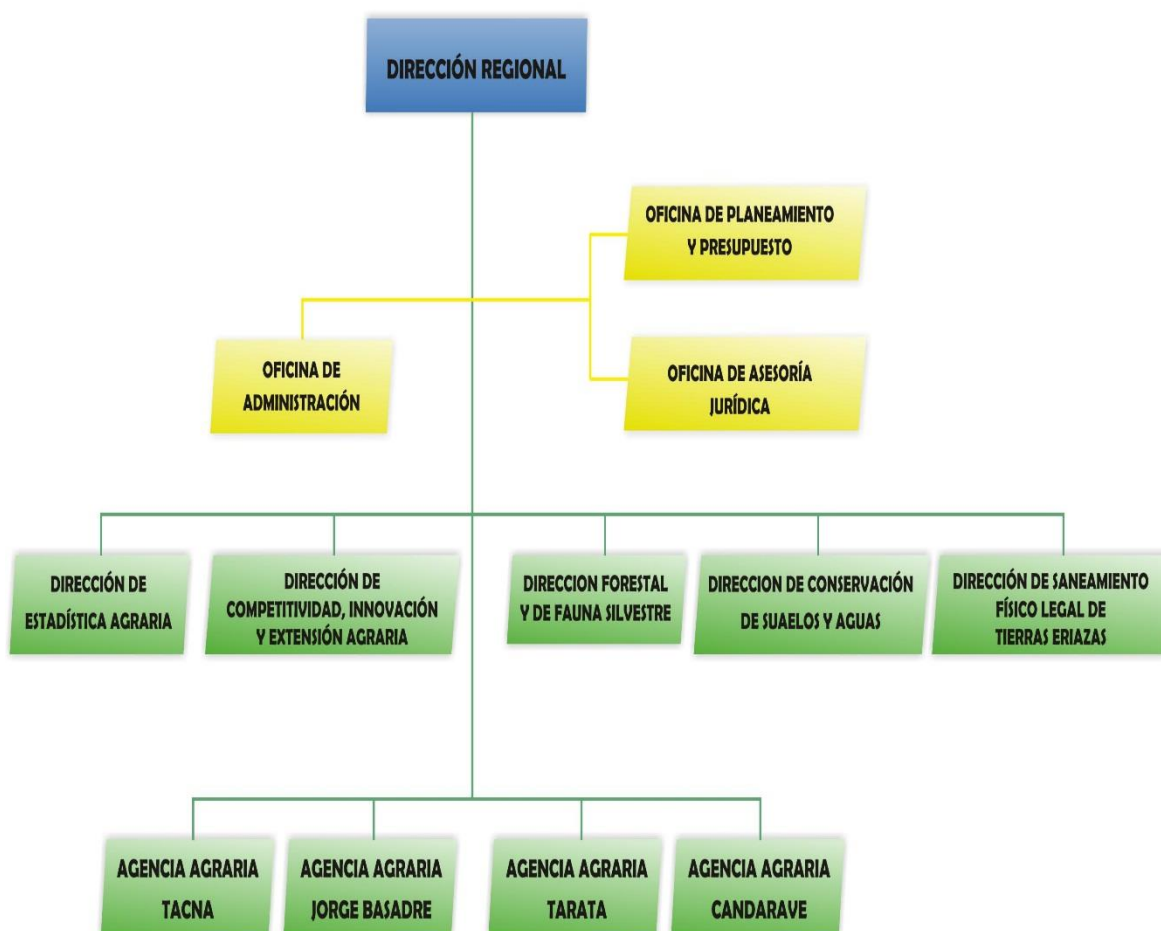 DIRECCIÓN REGIONAL
OFICINA DE PLANEAMIENTO
Y PRESUPUESTO
OFICINA DE
ADMINISTRACIÓN
OFICINA DE ASESORÍA
JURÍDICA
DIRECCIÓN DE
ESTADÍSTICA AGRARIA
DIRECCIÓN DE
COMPETITIVIDAD, INNOVACIÓN
Y EXTENSIÓN AGRARIA
DIRECCION FORESTAL
Y DE FAUNA SILVESTRE
DIRECCION DE CONSERVACIÓN
DE SUAELOS Y AGUAS
DIRECCIÓN DE SANEAMIENTO
FÍSICO LEGAL DE
TIERRAS ERIAZAS
AGENCIA AGRARIA
TACNA
AGENCIA AGRARIA
JORGE BASADRE
AGENCIA AGRARIA
TARATA
AGENCIA AGRARIA
CANDARAVE